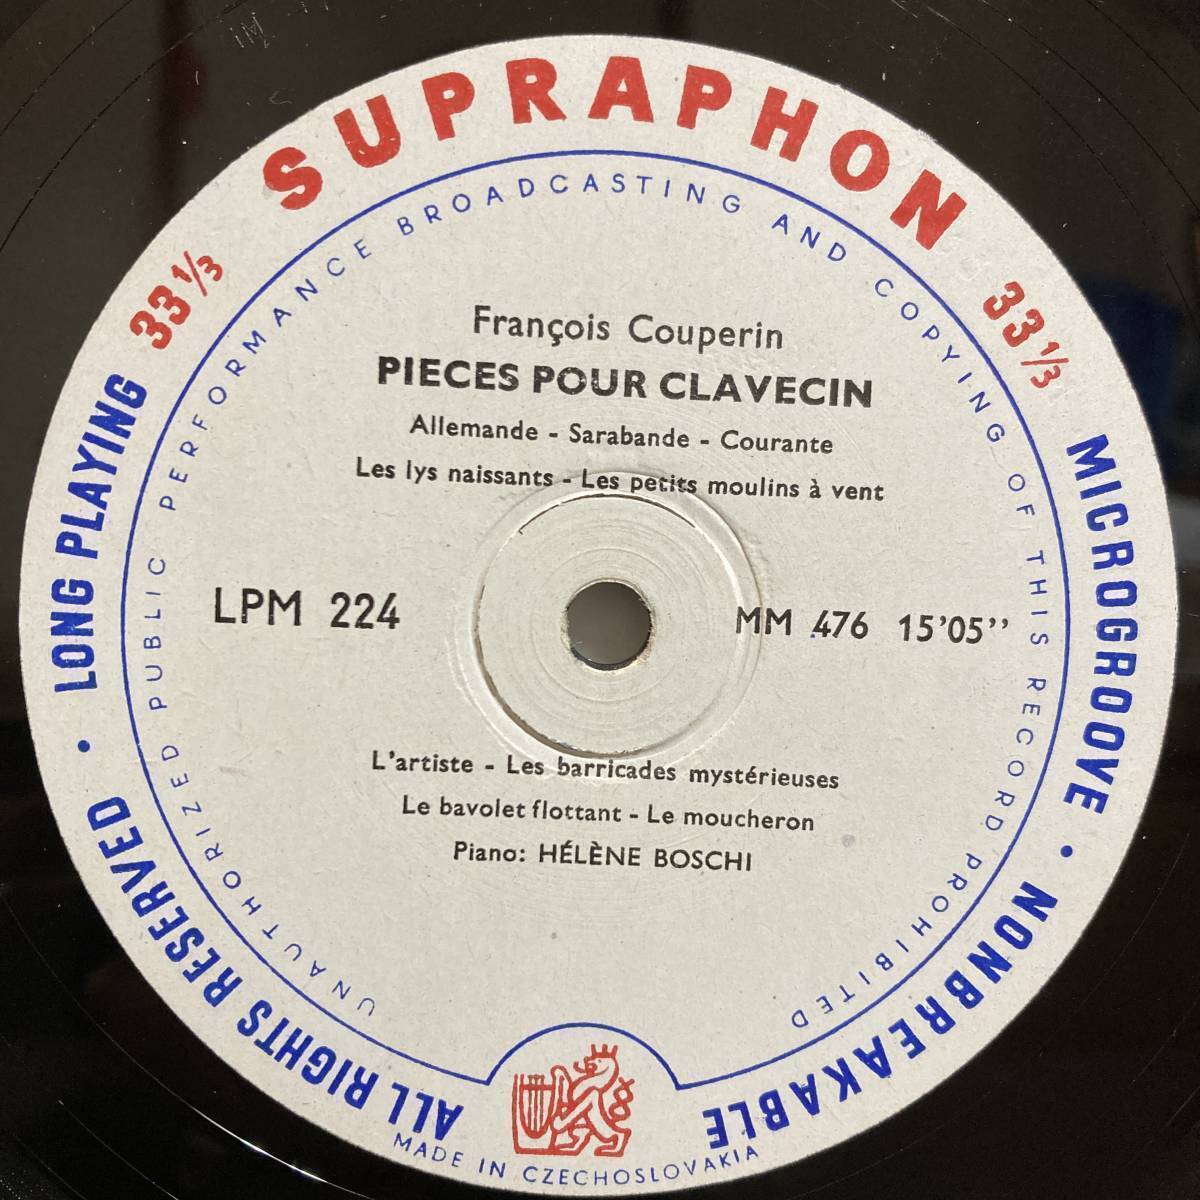 SUPRAPHON
33⅓
33⅓
LONG PLAYING
MICROGROOVE • NONBREAKABLE
• ALL RIGHTS RESERVED •
UNAUTHORIZED PUBLIC PERFORMANCE BROADCASTING AND COPYING OF THIS RECORD PROHIBITED
François Couperin
PIECES POUR CLAVECIN
Allemande - Sarabande - Courante
Les lys naissants - Les petits moulins à vent
LPM 224
MM 476 15'05''
L'artiste - Les barricades mystérieuses
Le bavolet flottant - Le moucheron
Piano: HÉLÈNE BOSCHI
MADE IN CZECHOSLOVAKIA